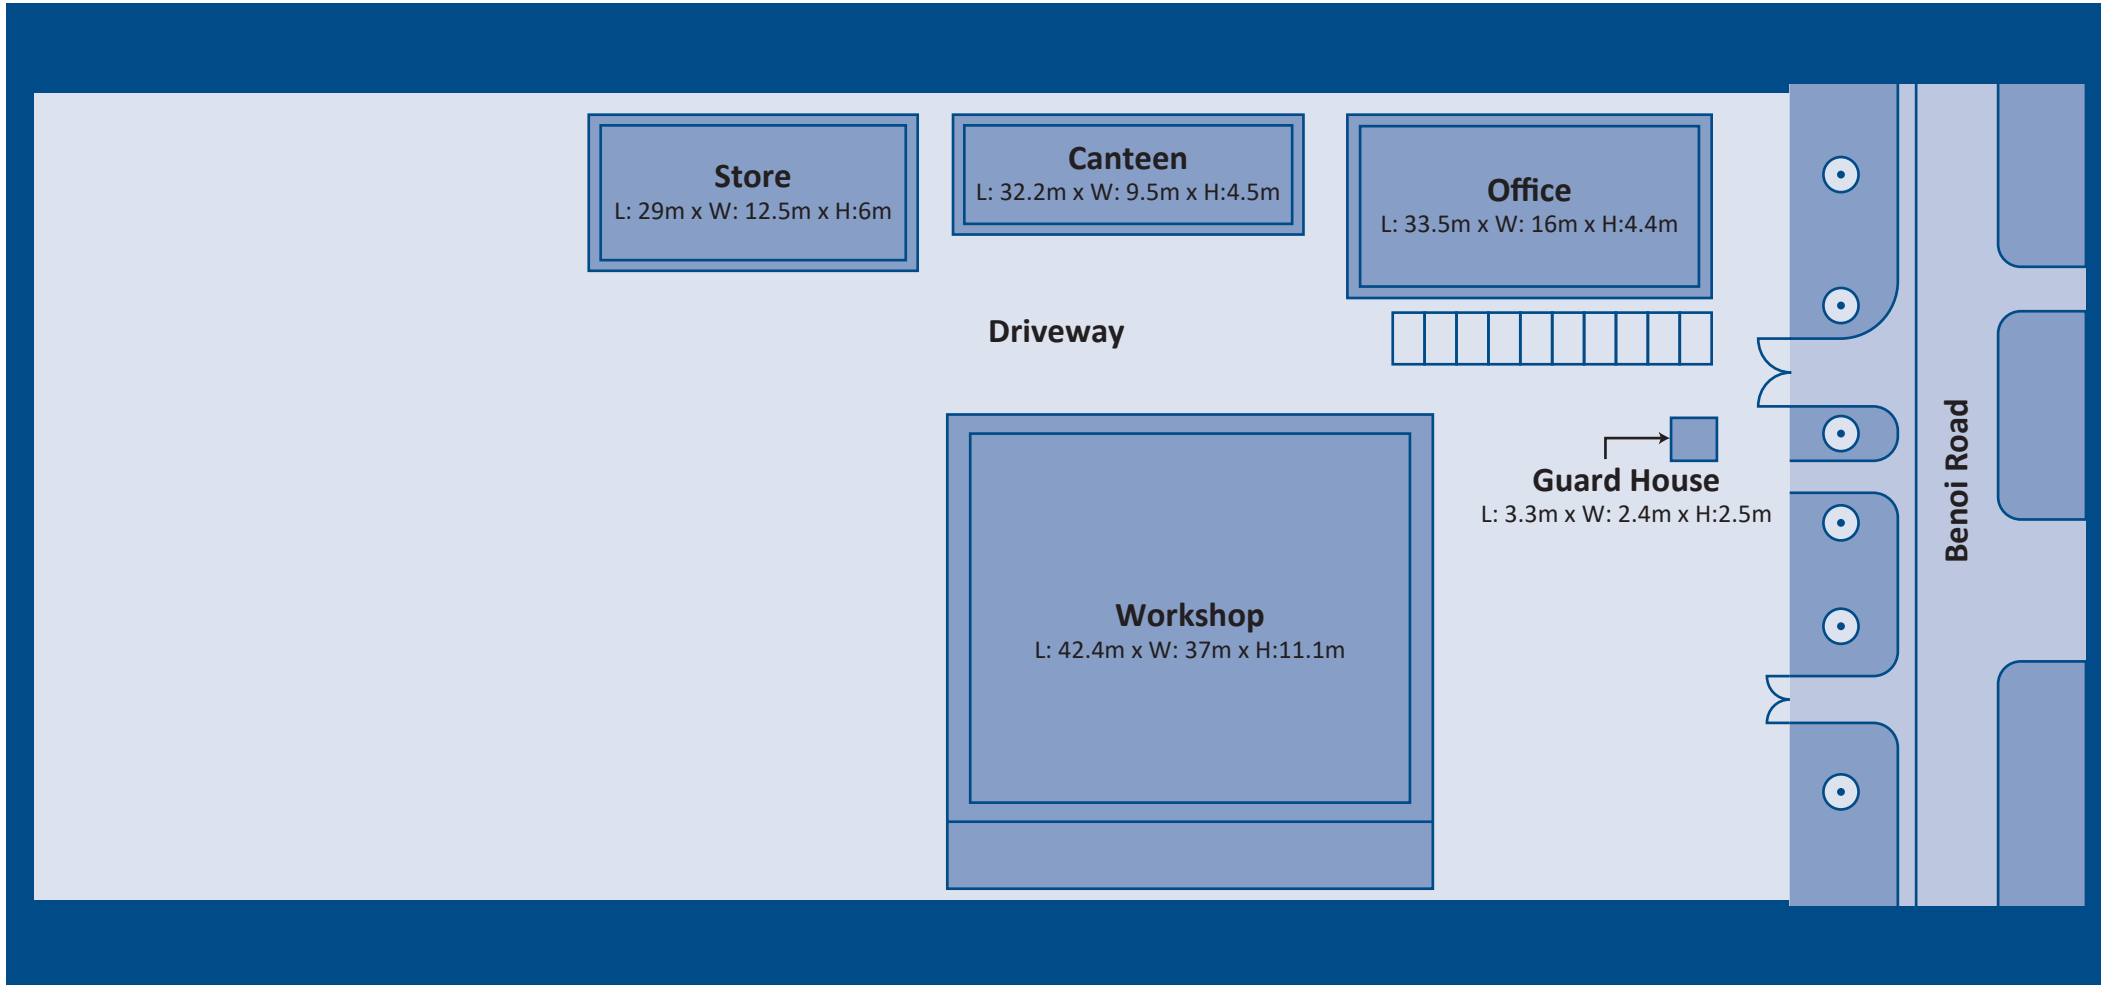 Store
L: 29m x W: 12.5m x H:6m
Canteen
L: 32.2m x W: 9.5m x H:4.5m
Office
L: 33.5m x W: 16m x H:4.4m
Driveway
Guard House
L: 3.3m x W: 2.4m x H:2.5m
Workshop
L: 42.4m x W: 37m x H:11.1m
Benoi Road